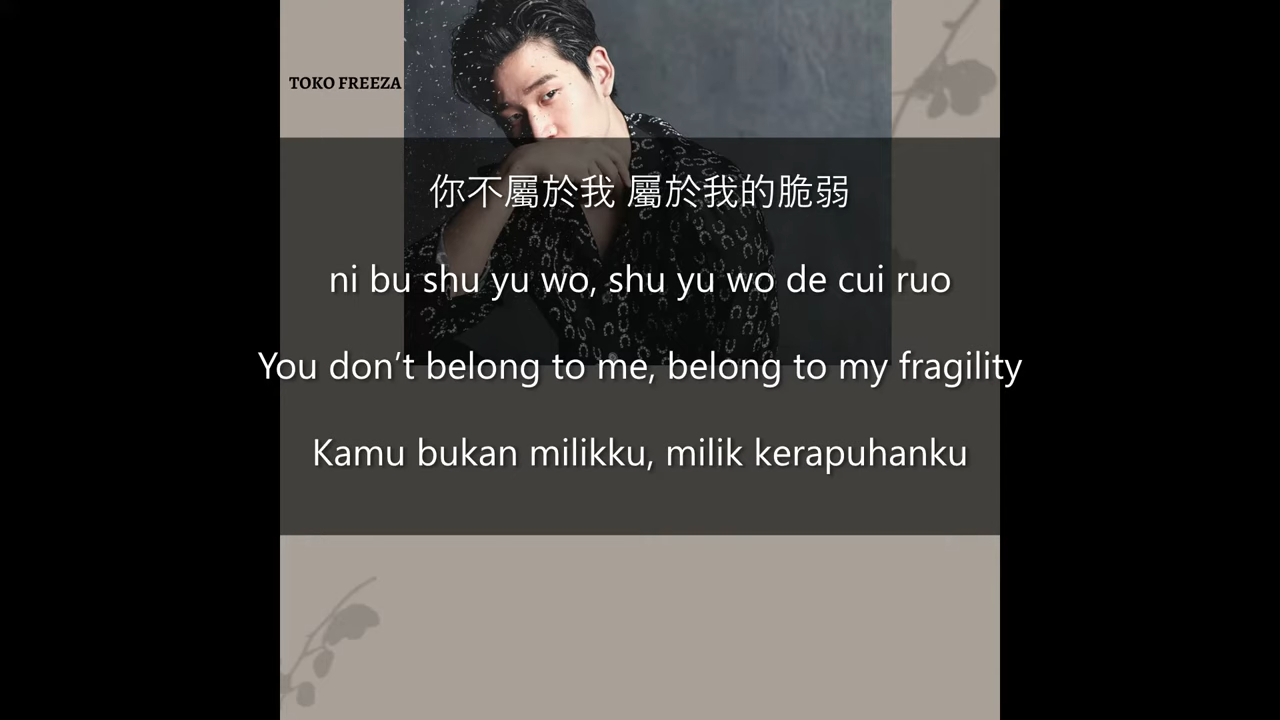 TOKO FREEZA
你不屬於我 屬於我的脆弱
ni bu shu yu wo, shu yu wo de cui ruo
You don’t belong to me, belong to my fragility
Kamu bukan milikku, milik kerapuhanku